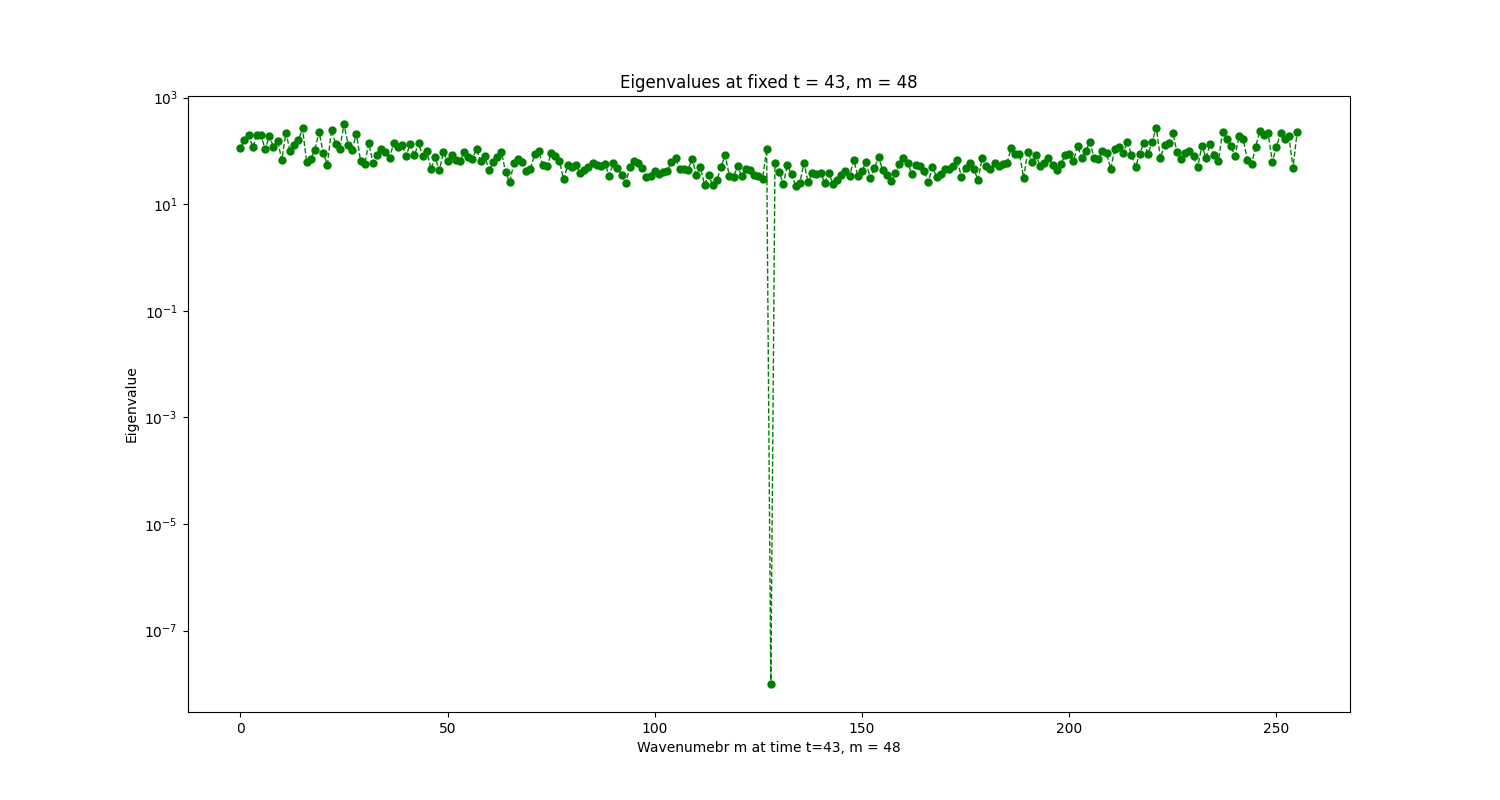 Eigenvalues at fixed t = 43, m = 48
10³
10¹
10⁻¹
10⁻³
10⁻⁵
10⁻⁷
Eigenvalue
0 50 100 150 200 250
Wavenumebr m at time t=43, m = 48